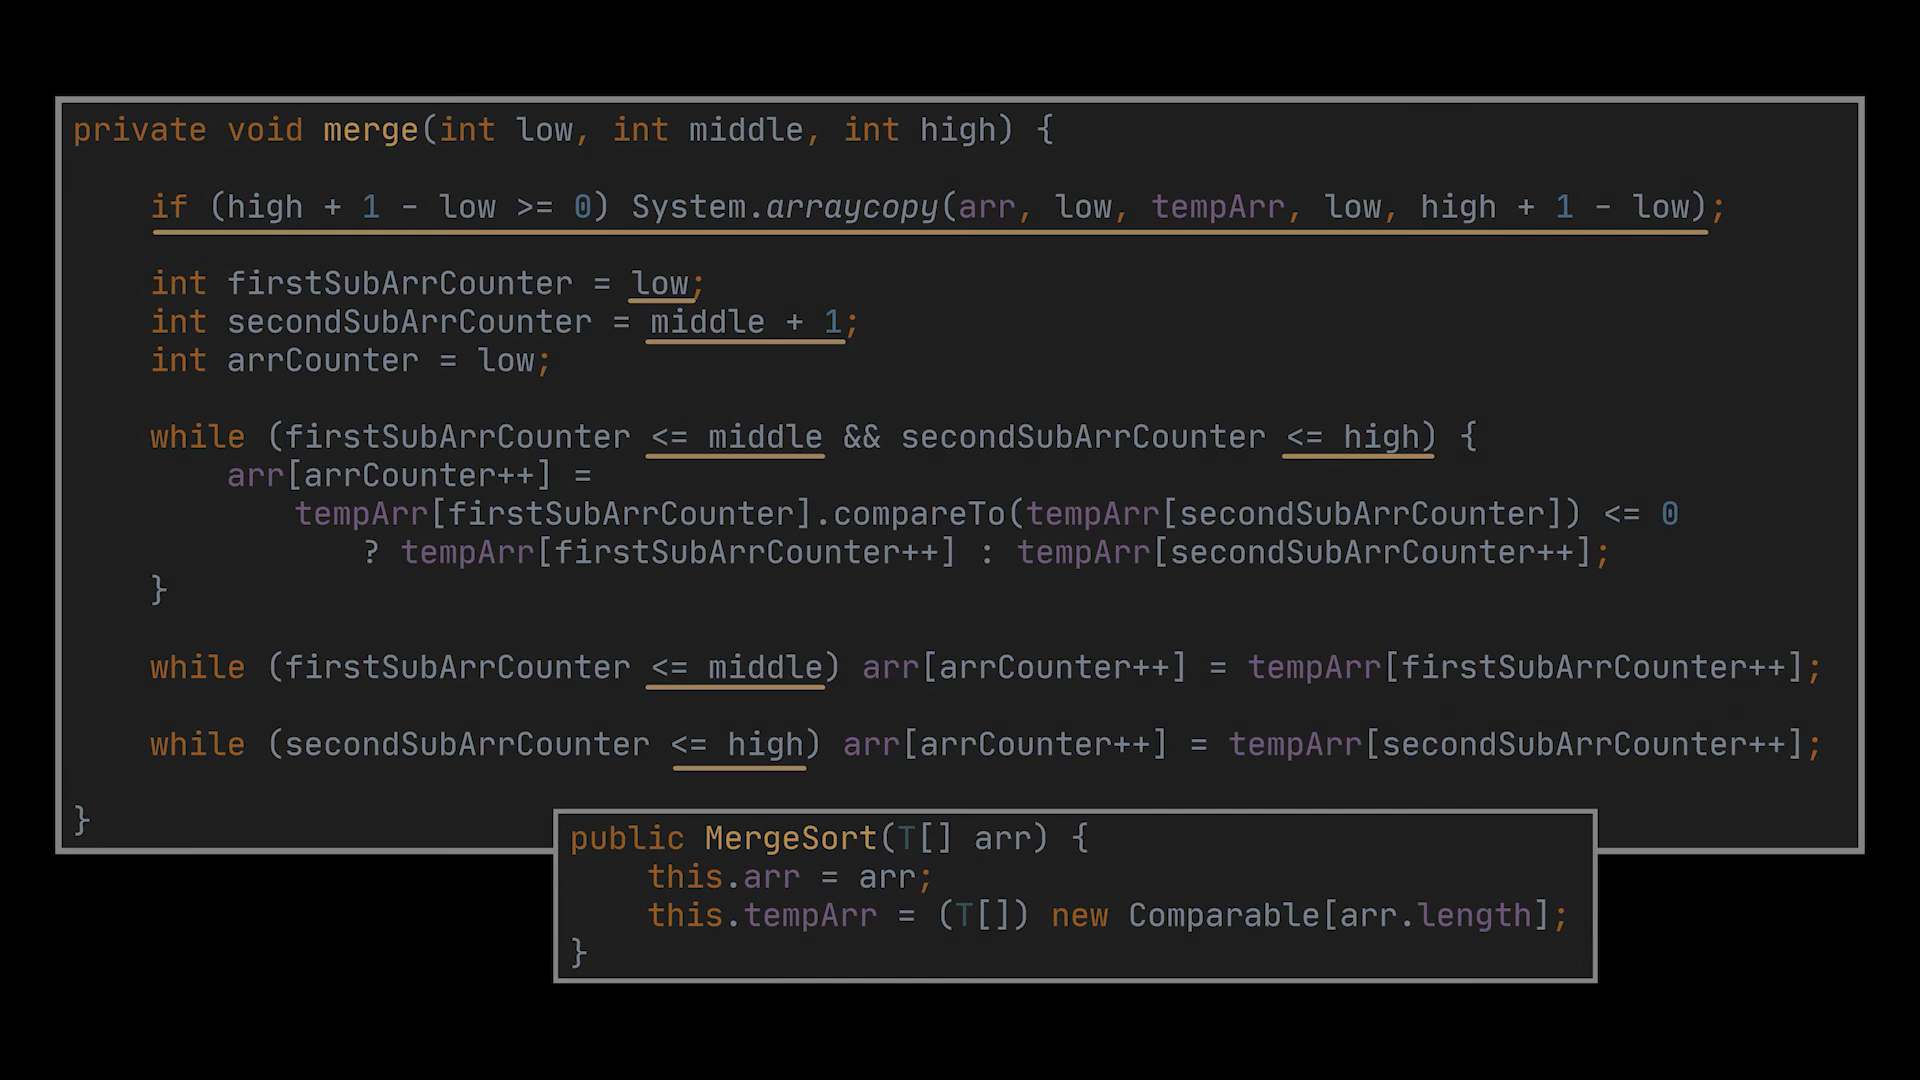 private void merge(int low, int middle, int high) {
if (high + 1 - low >= 0) System.arraycopy(arr, low, tempArr, low, high + 1 - low);
int firstSubArrCounter = low;
int secondSubArrCounter = middle + 1;
int arrCounter = low;
while (firstSubArrCounter <= middle && secondSubArrCounter <= high) {
arr[arrCounter++] =
tempArr[firstSubArrCounter].compareTo(tempArr[secondSubArrCounter]) <= 0
? tempArr[firstSubArrCounter++] : tempArr[secondSubArrCounter++];
}
while (firstSubArrCounter <= middle) arr[arrCounter++] = tempArr[firstSubArrCounter++];
while (secondSubArrCounter <= high) arr[arrCounter++] = tempArr[secondSubArrCounter++];
}
public MergeSort(T[] arr) {
this.arr = arr;
this.tempArr = (T[]) new Comparable[arr.length];
}